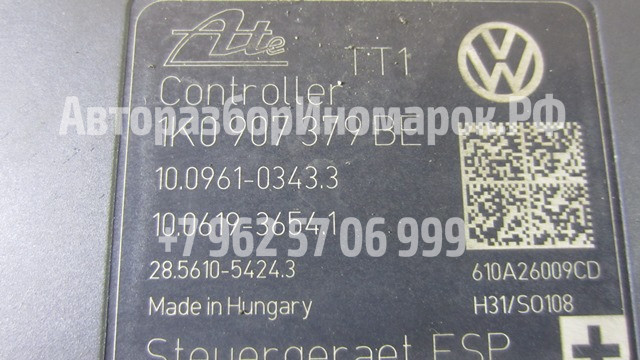 Ate TT1
Controller
АвторазборИномарок.РФ
1K0 907 379 BE
10.0961-0343.3
10.0619-3654.1
+7 962 57 06 999
28.5610-5424.3 610A26009CD
Made in Hungary H31/S0108
Steuergeraet ESP